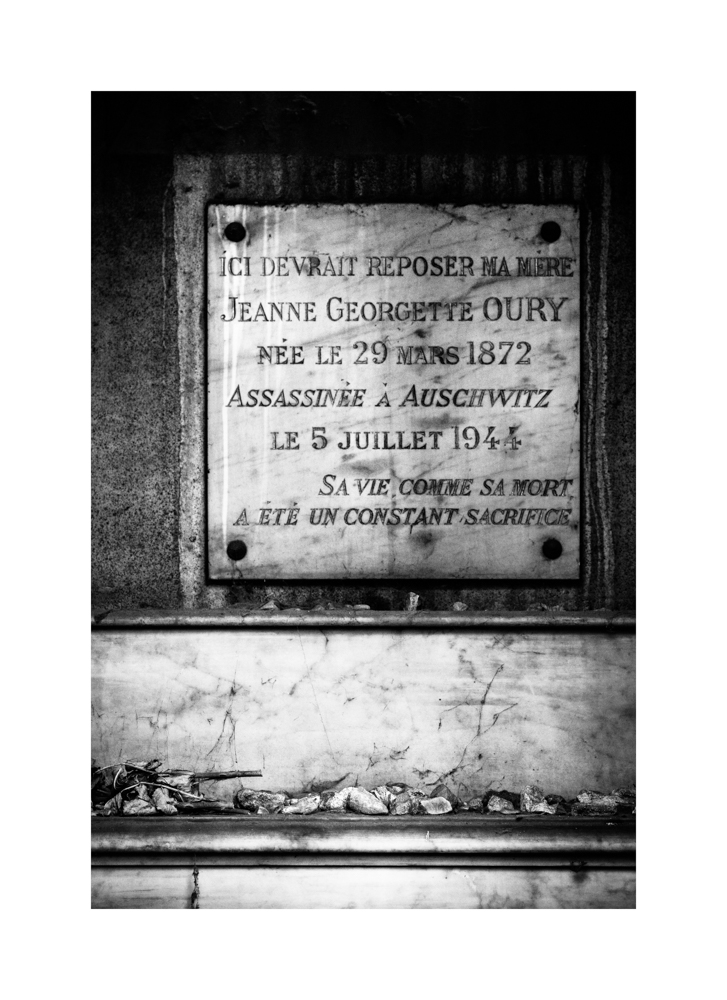 ICI DEVRAIT REPOSER MA MÈRE
JEANNE GEORGETTE OURY
NÉE LE 29 MARS 1872
ASSASSINÉE À AUSCHWITZ
LE 5 JUILLET 1944
SA VIE COMME SA MORT
A ÉTÉ UN CONSTANT SACRIFICE